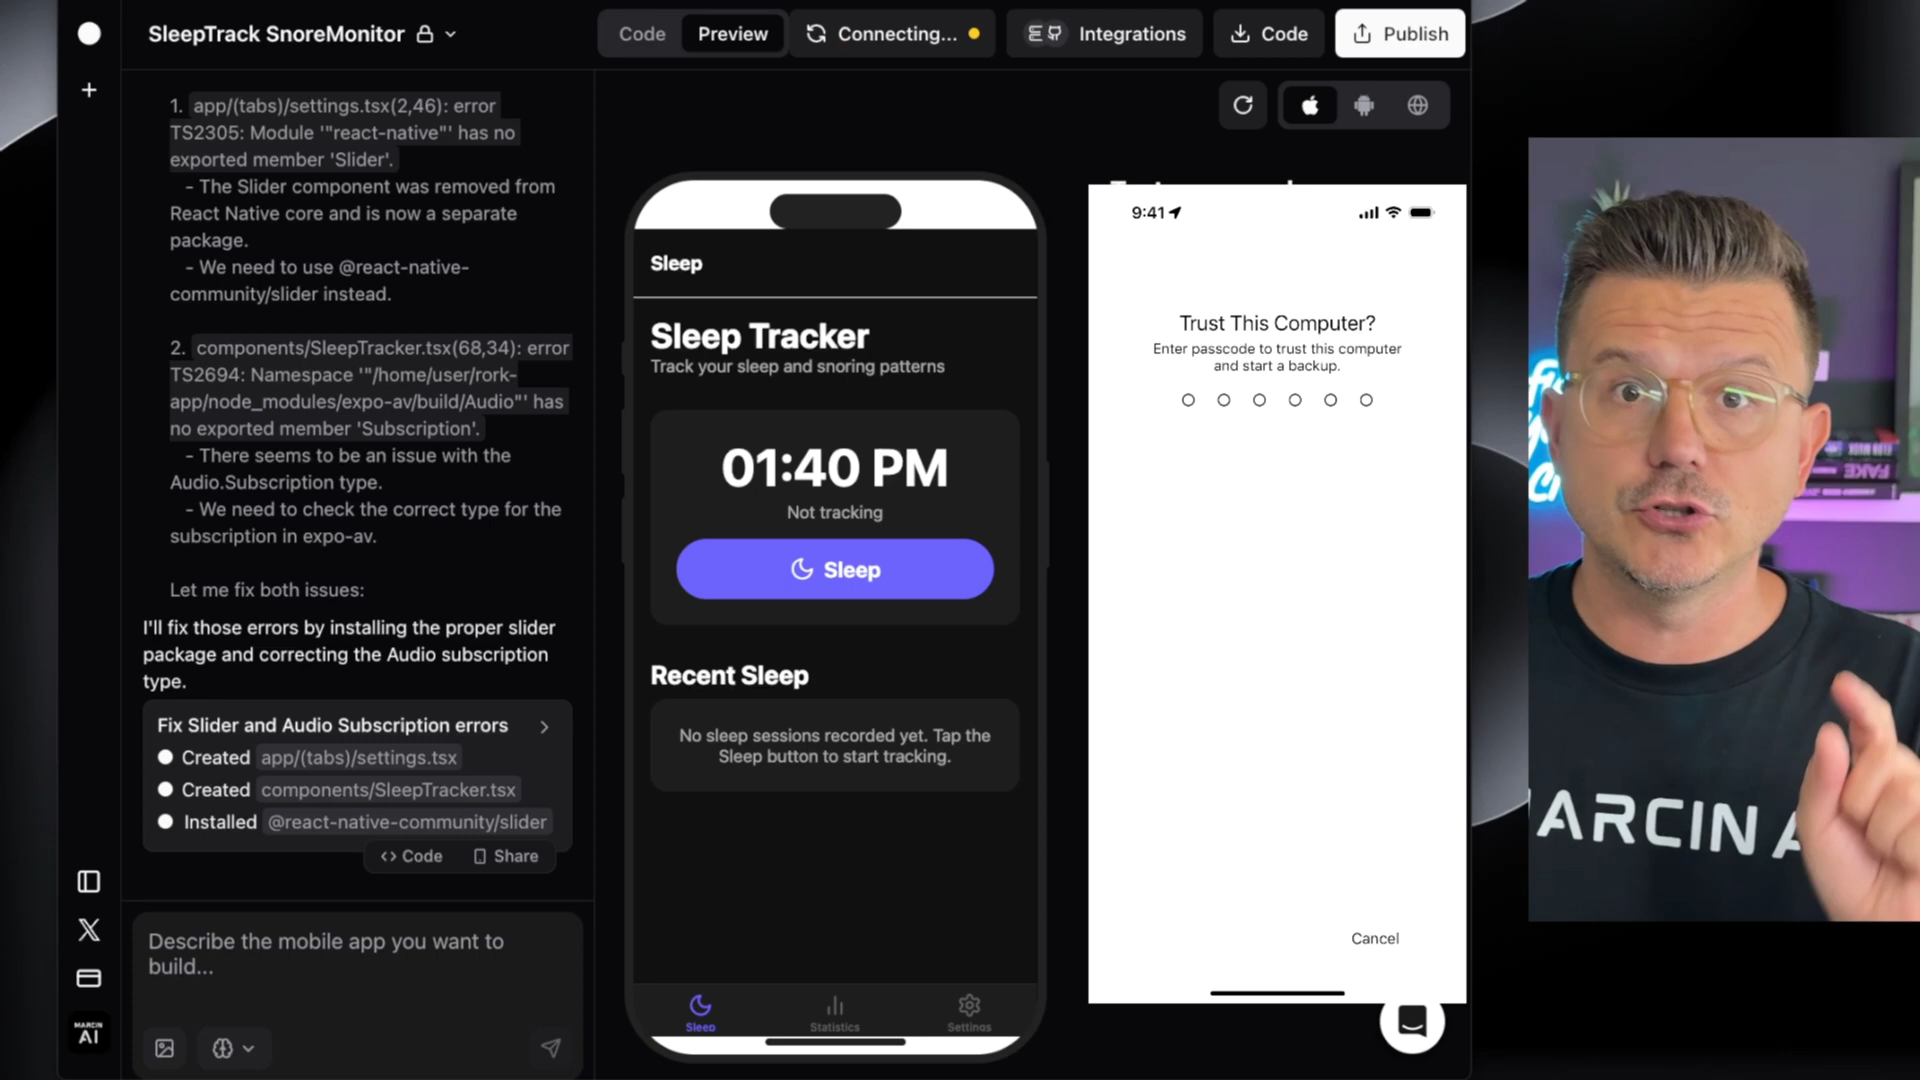 SleepTrack SnoreMonitor
Code
Preview
Connecting...
Integrations
Code
Publish
1. app/(tabs)/settings.tsx(2,46): error
TS2305: Module '"react-native"' has no
exported member 'Slider'.
- The Slider component was removed from
React Native core and is now a separate
package.
- We need to use @react-native-
community/slider instead.
2. components/SleepTracker.tsx(68,34): error
TS2694: Namespace '"/home/user/rork-
app/node_modules/expo-av/build/Audio"' has
no exported member 'Subscription'.
- There seems to be an issue with the
Audio.Subscription type.
- We need to check the correct type for the
subscription in expo-av.
Let me fix both issues:
I'll fix those errors by installing the proper slider
package and correcting the Audio subscription
type.
Fix Slider and Audio Subscription errors
Created app/(tabs)/settings.tsx
Created components/SleepTracker.tsx
Installed @react-native-community/slider
Code
Share
Describe the mobile app you want to
build...
MARCIN
AI
Sleep
Sleep Tracker
Track your sleep and snoring patterns
01:40 PM
Not tracking
Sleep
Recent Sleep
No sleep sessions recorded yet. Tap the
Sleep button to start tracking.
Sleep
Statistics
Settings
9:41
Trust This Computer?
Enter passcode to trust this computer
and start a backup.
Cancel
FAKE
ARCIN A